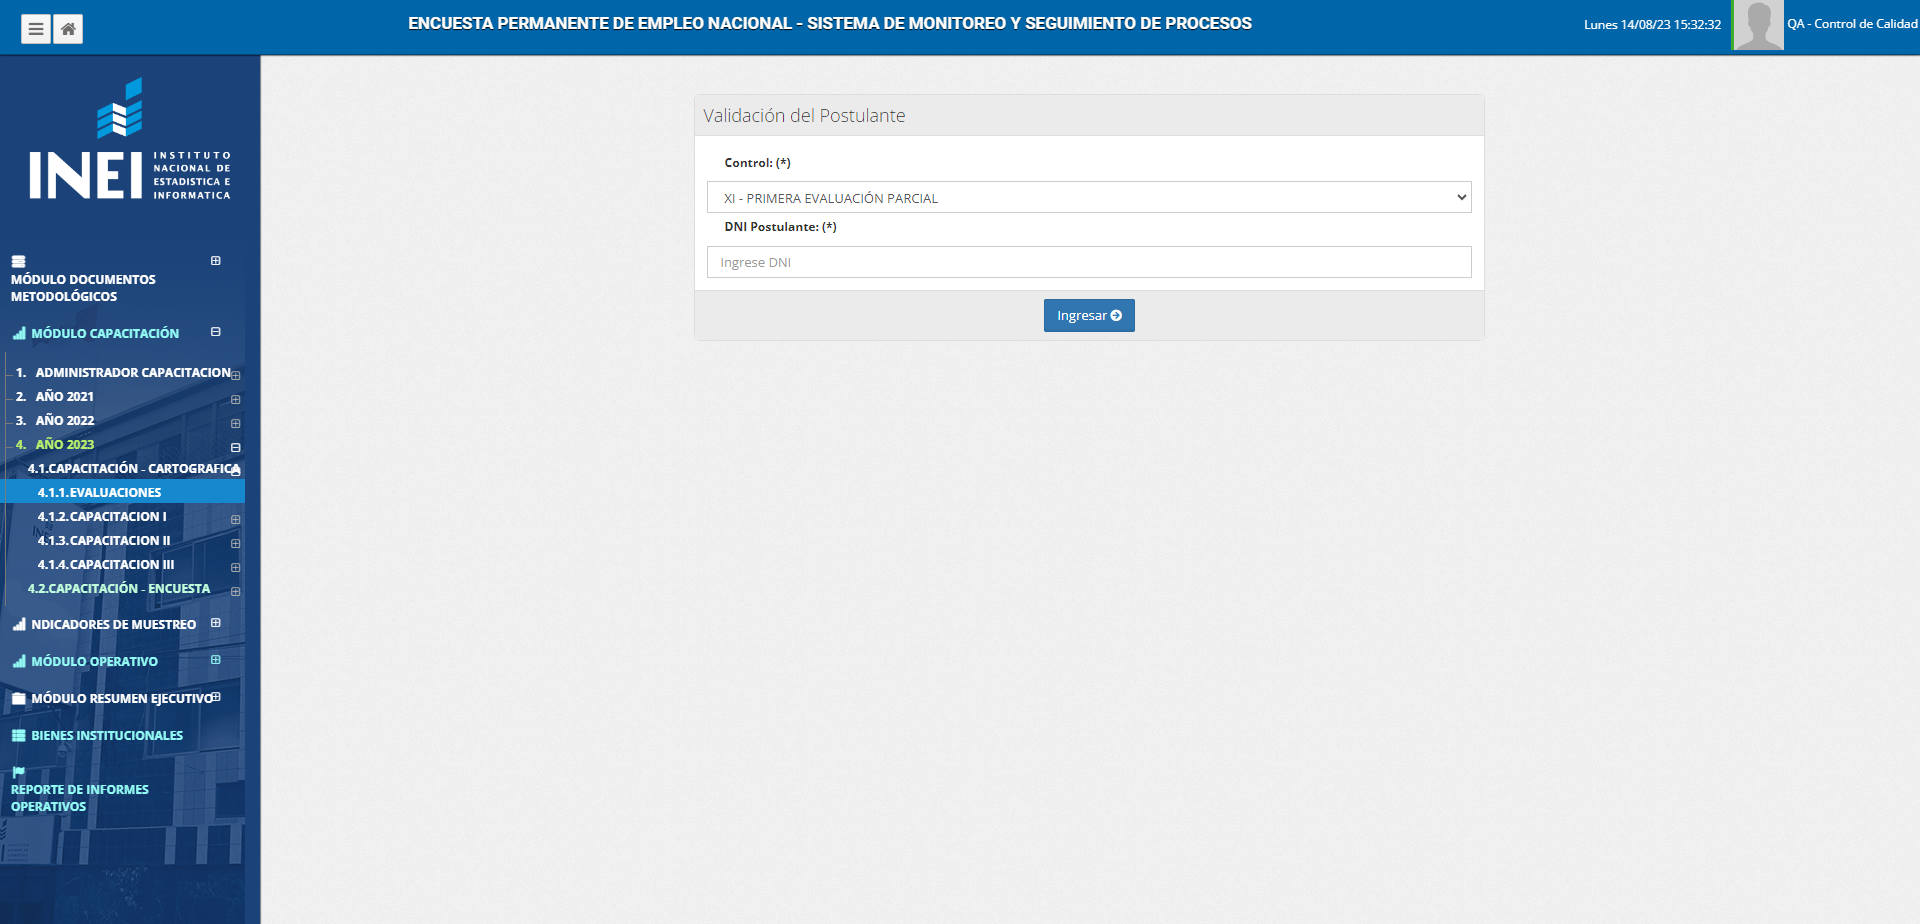 ENCUESTA PERMANENTE DE EMPLEO NACIONAL - SISTEMA DE MONITOREO Y SEGUIMIENTO DE PROCESOS
Lunes 14/08/23 15:32:32
QA - Control de Calidad
INEI
INSTITUTO
NACIONAL DE
ESTADISTICA E
INFORMATICA
MÓDULO DOCUMENTOS
METODOLÓGICOS
MÓDULO CAPACITACIÓN
1. ADMINISTRADOR CAPACITACION
2. AÑO 2021
3. AÑO 2022
4. AÑO 2023
4.1.CAPACITACIÓN - CARTOGRAFICA
4.1.1.EVALUACIONES
4.1.2.CAPACITACION I
4.1.3.CAPACITACION II
4.1.4.CAPACITACION III
4.2.CAPACITACIÓN - ENCUESTA
NDICADORES DE MUESTREO
MÓDULO OPERATIVO
MÓDULO RESUMEN EJECUTIVO
BIENES INSTITUCIONALES
REPORTE DE INFORMES
OPERATIVOS
Validación del Postulante
Control: (*)
XI - PRIMERA EVALUACIÓN PARCIAL
DNI Postulante: (*)
Ingrese DNI
Ingresar